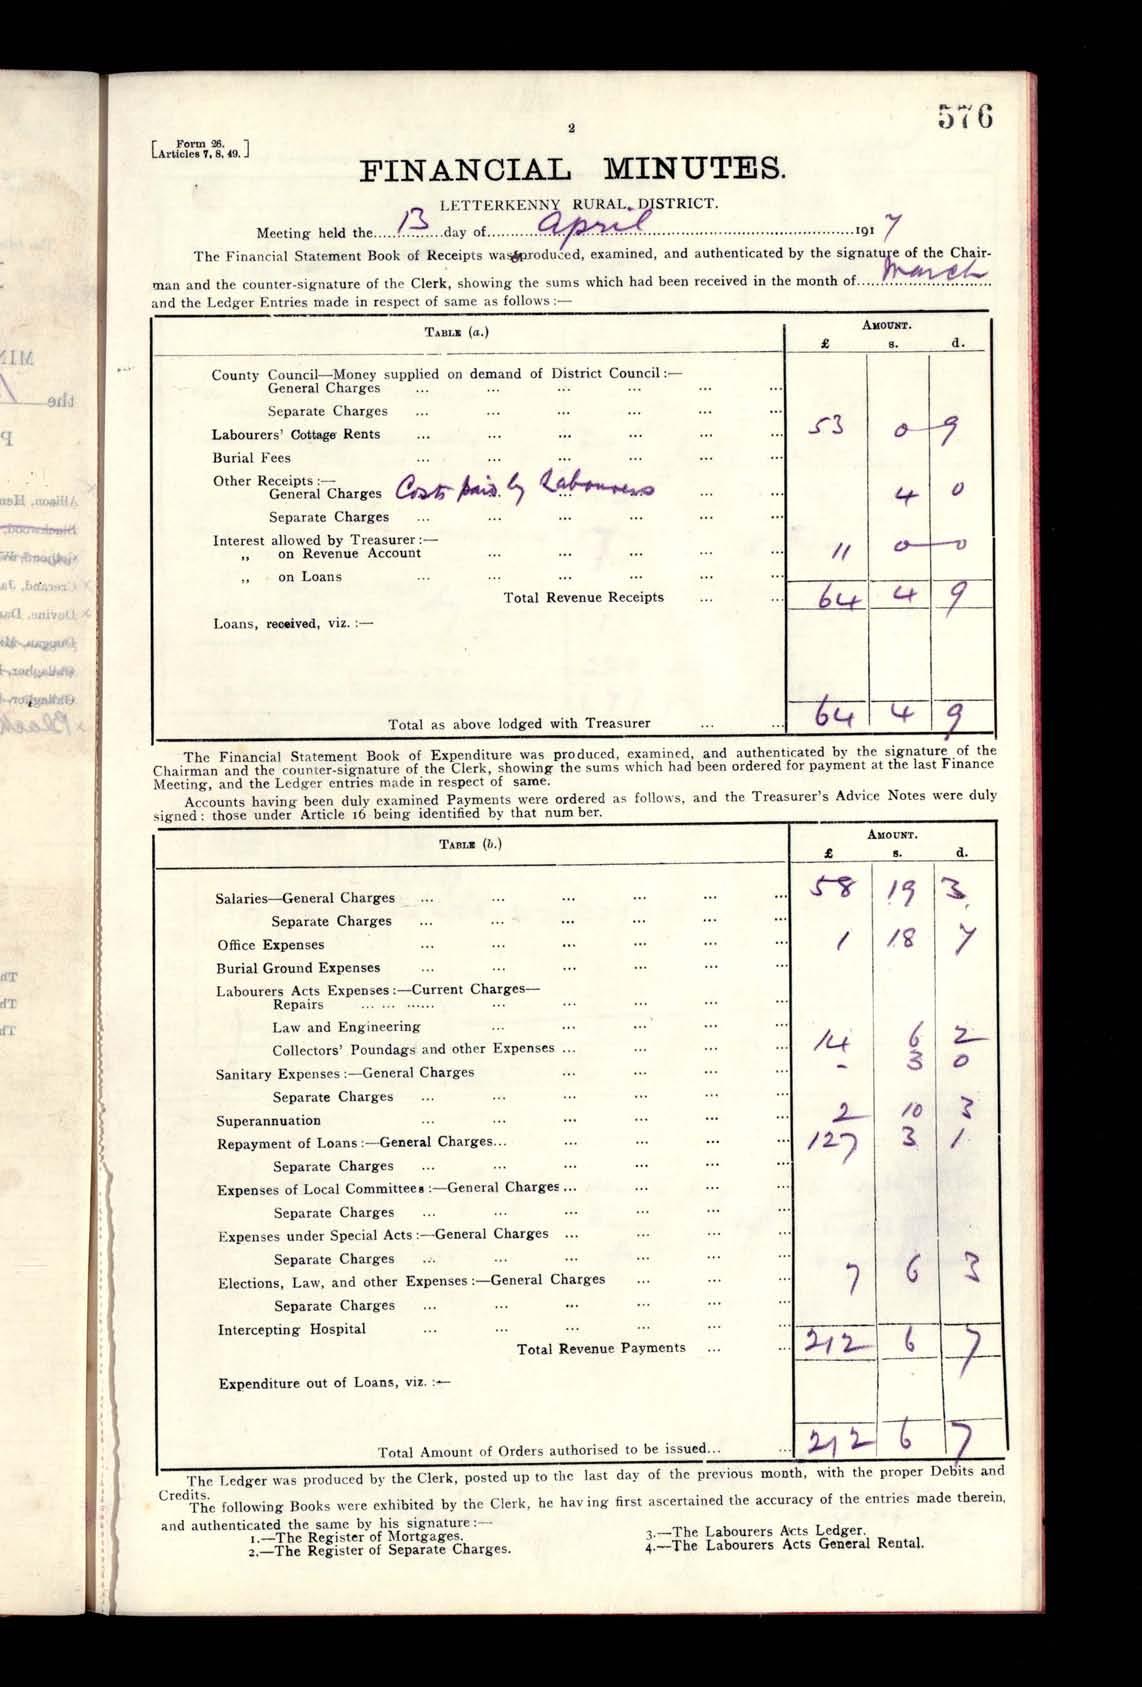 576
2
[Form 26. Articles 7, 8, 49.]
FINANCIAL MINUTES.
LETTERKENNY RURAL DISTRICT.
Meeting held the 13 day of April 1917
The Financial Statement Book of Receipts was produced, examined, and authenticated by the signature of the Chair-
man and the counter-signature of the Clerk, showing the sums which had been received in the month of March
and the Ledger Entries made in respect of same as follows :—
TABLE (a.) AMOUNT.
£ s. d.
County Council—Money supplied on demand of District Council :—
General Charges ... ... ... ... ... ...
Separate Charges ... ... ... ... ... ...
Labourers' Cottage Rents ... ... ... ... ... ... 53 0 9
Burial Fees ... ... ... ... ... ...
Other Receipts :—
General Charges Costs paid by Labourers ... ... 4 0
Separate Charges ... ... ... ... ... ...
Interest allowed by Treasurer :—
„ on Revenue Account ... ... ... ... ... 11 0 0
„ on Loans ... ... ... ... ... ...
Total Revenue Receipts ... ... 64 4 9
Loans, received, viz. :—
Total as above lodged with Treasurer ... ... 64 4 9
The Financial Statement Book of Expenditure was produced, examined, and authenticated by the signature of the
Chairman and the counter-signature of the Clerk, showing the sums which had been ordered for payment at the last Finance
Meeting, and the Ledger entries made in respect of same.
Accounts having been duly examined Payments were ordered as follows, and the Treasurer's Advice Notes were duly
signed : those under Article 16 being identified by that num ber.
TABLE (b.) AMOUNT.
£ s. d.
Salaries—General Charges ... ... ... ... ... ... 58 19 3
Separate Charges ... ... ... ... ... ...
Office Expenses ... ... ... ... ... ... 1 18 7
Burial Ground Expenses ... ... ... ... ... ...
Labourers Acts Expenses :—Current Charges—
Repairs ... ... ...... ... ... ... ... ...
Law and Engineering ... ... ... ... ...
Collectors' Poundags and other Expenses ... ... ... ... 14 6 2
Sanitary Expenses :—General Charges ... ... ... ... - 3 0
Separate Charges ... ... ... ... ... ...
Superannuation ... ... ... ... ... ... 2 10 3
Repayment of Loans :—General Charges... ... ... ... ... 127 3 1
Separate Charges ... ... ... ... ... ...
Expenses of Local Committees :—General Charges ... ... ... ...
Separate Charges ... ... ... ... ... ...
Expenses under Special Acts :—General Charges ... ... ... ...
Separate Charges ... ... ... ... ... ...
Elections, Law, and other Expenses :—General Charges ... ... ... 7 6 3
Separate Charges ... ... ... ... ... ...
Intercepting Hospital ... ... ... ... ... ...
Total Revenue Payments ... ... 212 6 7
Expenditure out of Loans, viz. :—
Total Amount of Orders authorised to be issued... ... 212 6 7
The Ledger was produced by the Clerk, posted up to the last day of the previous month, with the proper Debits and
Credits.
The following Books were exhibited by the Clerk, he having first ascertained the accuracy of the entries made therein,
and authenticated the same by his signature :—
1.—The Register of Mortgages.
2.—The Register of Separate Charges.
3.—The Labourers Acts Ledger.
4.—The Labourers Acts General Rental.